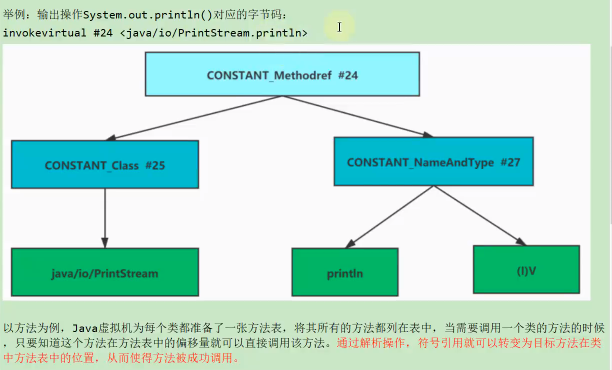 举例：输出操作System.out.println()对应的字节码：
invokevirtual #24 <java/io/PrintStream.println>
CONSTANT_Methodref #24
CONSTANT_Class #25
CONSTANT_NameAndType #27
java/io/PrintStream
println
(I)V
以方法为例，Java虚拟机为每个类都准备了一张方法表，将其所有的方法都列在表中，当需要调用一个类的方法的时候
，只要知道这个方法在方法表中的偏移量就可以直接调用该方法。通过解析操作，符号引用就可以转变为目标方法在类
中方法表中的位置，从而使得方法被成功调用。